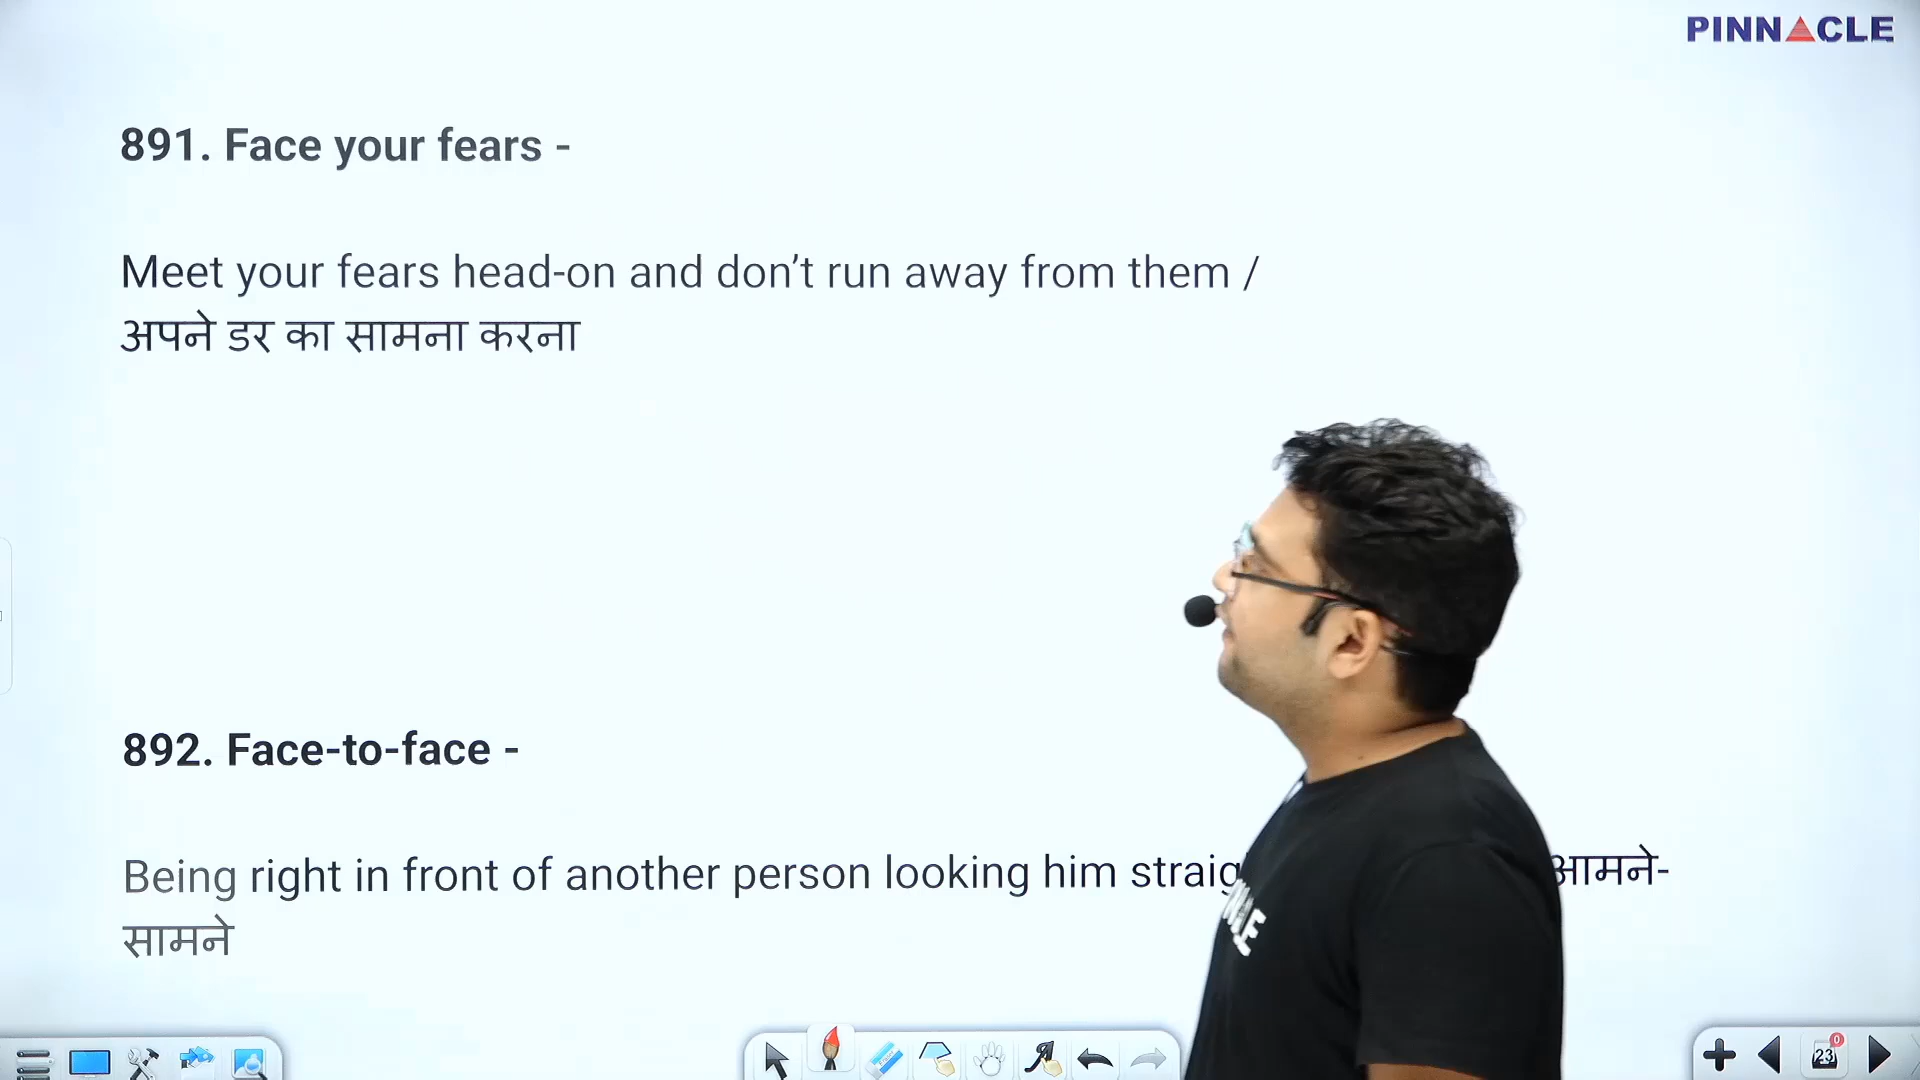 PINNACLE
891. Face your fears -
Meet your fears head-on and don’t run away from them /
अपने डर का सामना करना
892. Face-to-face -
Being right in front of another person looking him आमने-
सामने
23
0